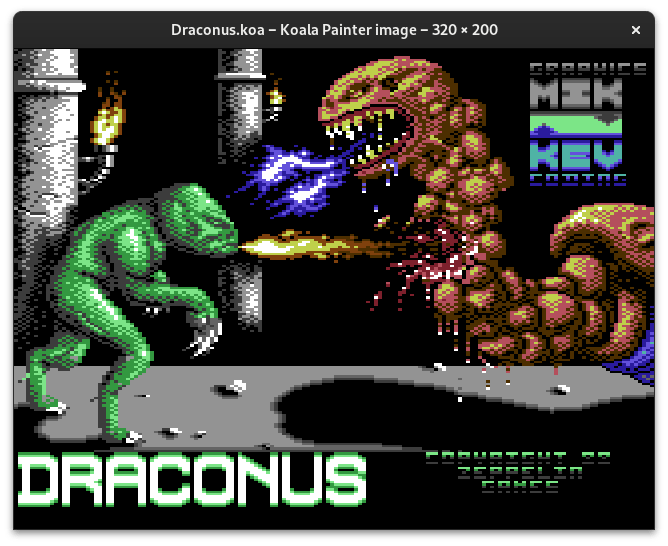 Draconus.koa – Koala Painter image – 320 × 200
GRAPHICS
MIK
KEV
CODING
DRACONUS
COPYRIGHT 88
ZEPPELIN
GAMES